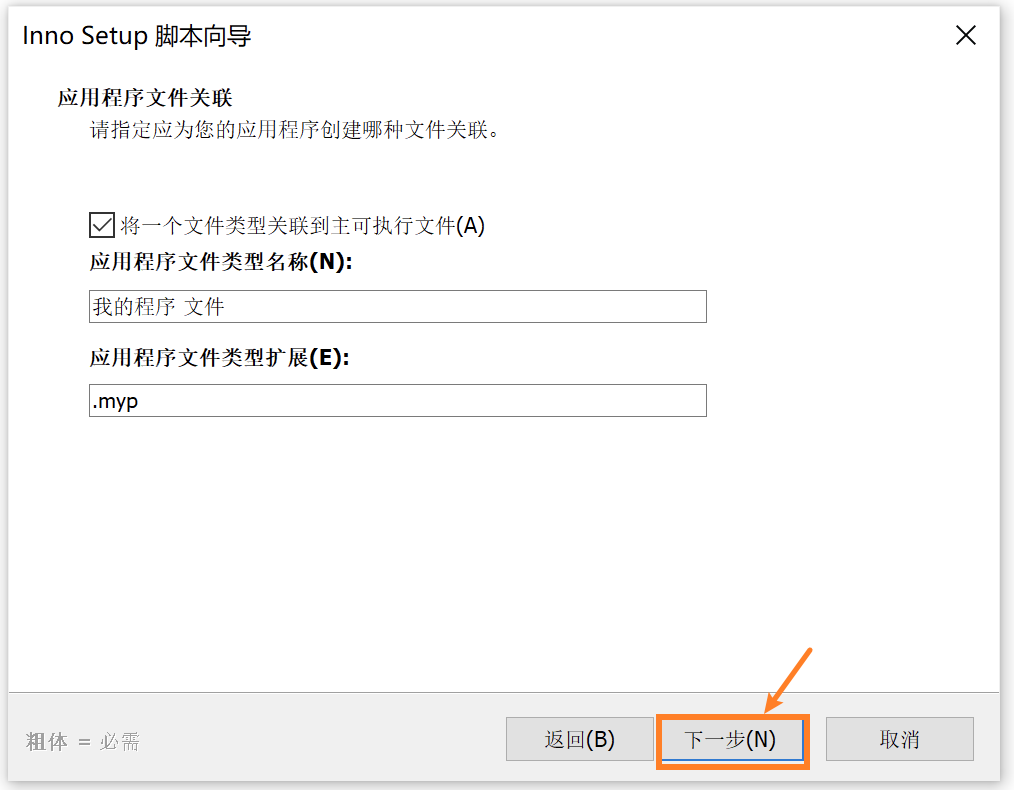 Inno Setup 脚本向导
应用程序文件关联
请指定应为您的应用程序创建哪种文件关联。
将一个文件类型关联到主可执行文件(A)
应用程序文件类型名称(N):
我的程序 文件
应用程序文件类型扩展(E):
.myp
粗体 = 必需
返回(B)
下一步(N)
取消